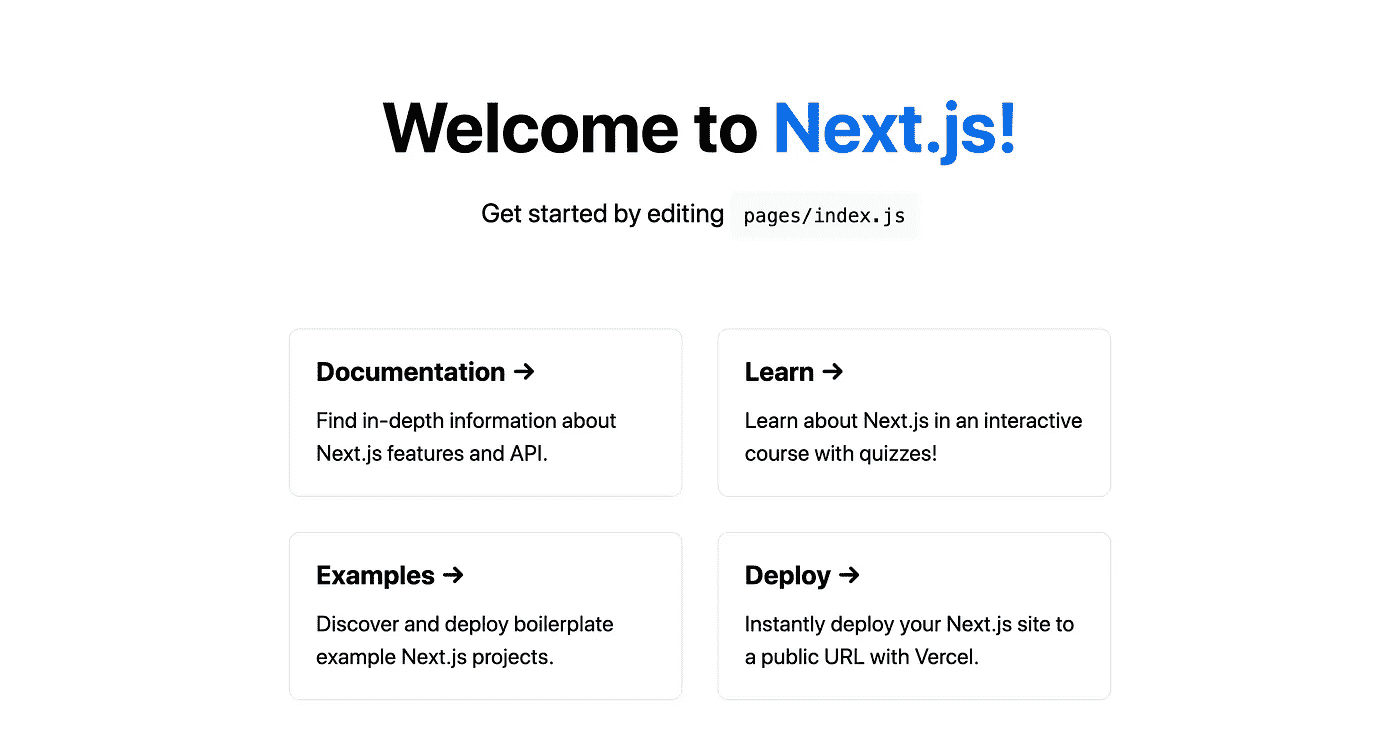 Welcome to Next.js!
Get started by editing pages/index.js
Documentation →
Find in-depth information about
Next.js features and API.
Learn →
Learn about Next.js in an interactive
course with quizzes!
Examples →
Discover and deploy boilerplate
example Next.js projects.
Deploy →
Instantly deploy your Next.js site to
a public URL with Vercel.